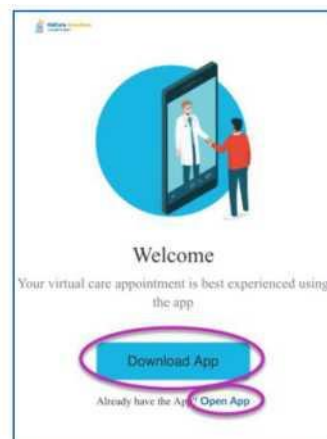 Welcome
Your virtual care appointment is best experienced using
the app
Download App
Already have the App? Open App